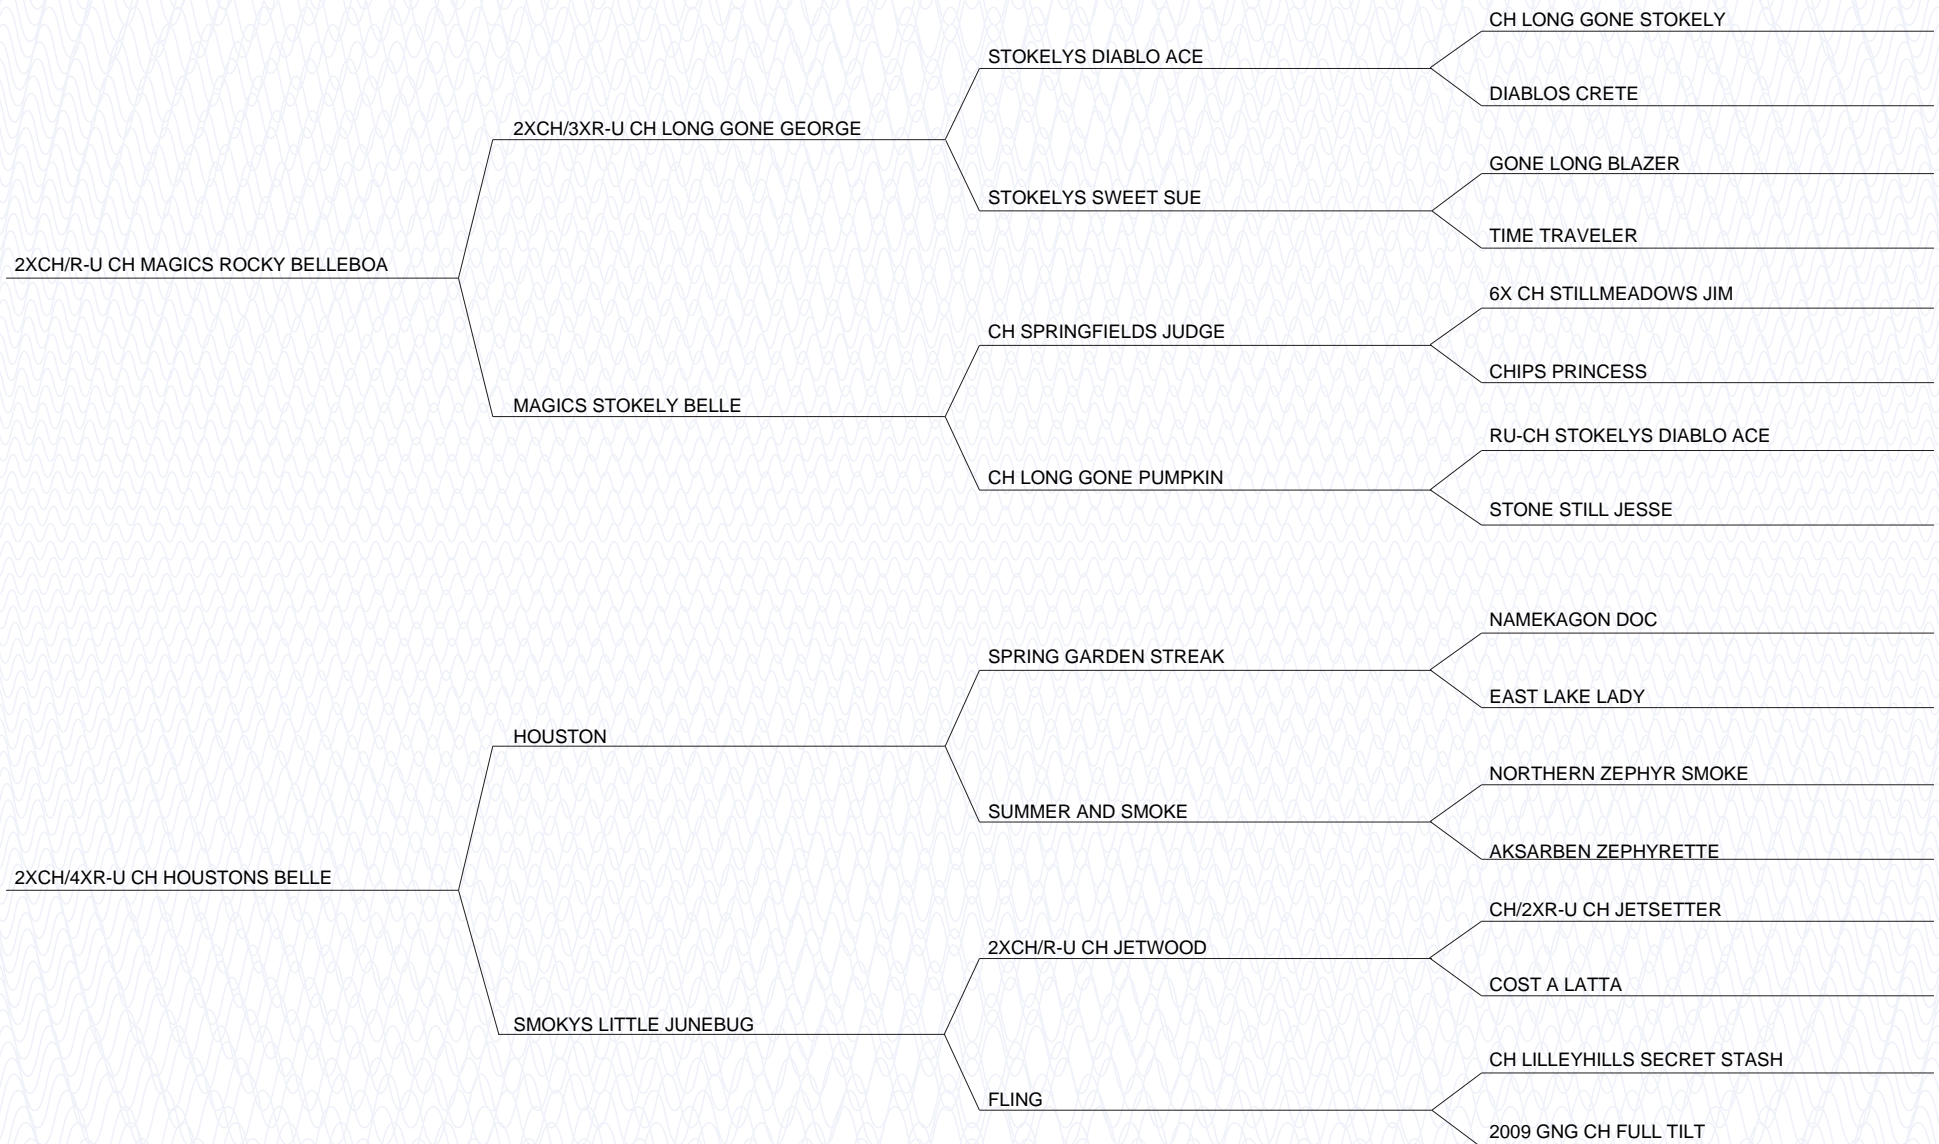 CH LONG GONE STOKELY
STOKELYS DIABLO ACE
DIABLOS CRETE
2XCH/3XR-U CH LONG GONE GEORGE
GONE LONG BLAZER
STOKELYS SWEET SUE
TIME TRAVELER
2XCH/R-U CH MAGICS ROCKY BELLEBOA
6X CH STILLMEADOWS JIM
CH SPRINGFIELDS JUDGE
CHIPS PRINCESS
MAGICS STOKELY BELLE
RU-CH STOKELYS DIABLO ACE
CH LONG GONE PUMPKIN
STONE STILL JESSE
NAMEKAGON DOC
SPRING GARDEN STREAK
EAST LAKE LADY
HOUSTON
NORTHERN ZEPHYR SMOKE
SUMMER AND SMOKE
AKSARBEN ZEPHYRETTE
2XCH/4XR-U CH HOUSTONS BELLE
CH/2XR-U CH JETSETTER
2XCH/R-U CH JETWOOD
COST A LATTA
SMOKYS LITTLE JUNEBUG
CH LILLEYHILLS SECRET STASH
FLING
2009 GNG CH FULL TILT